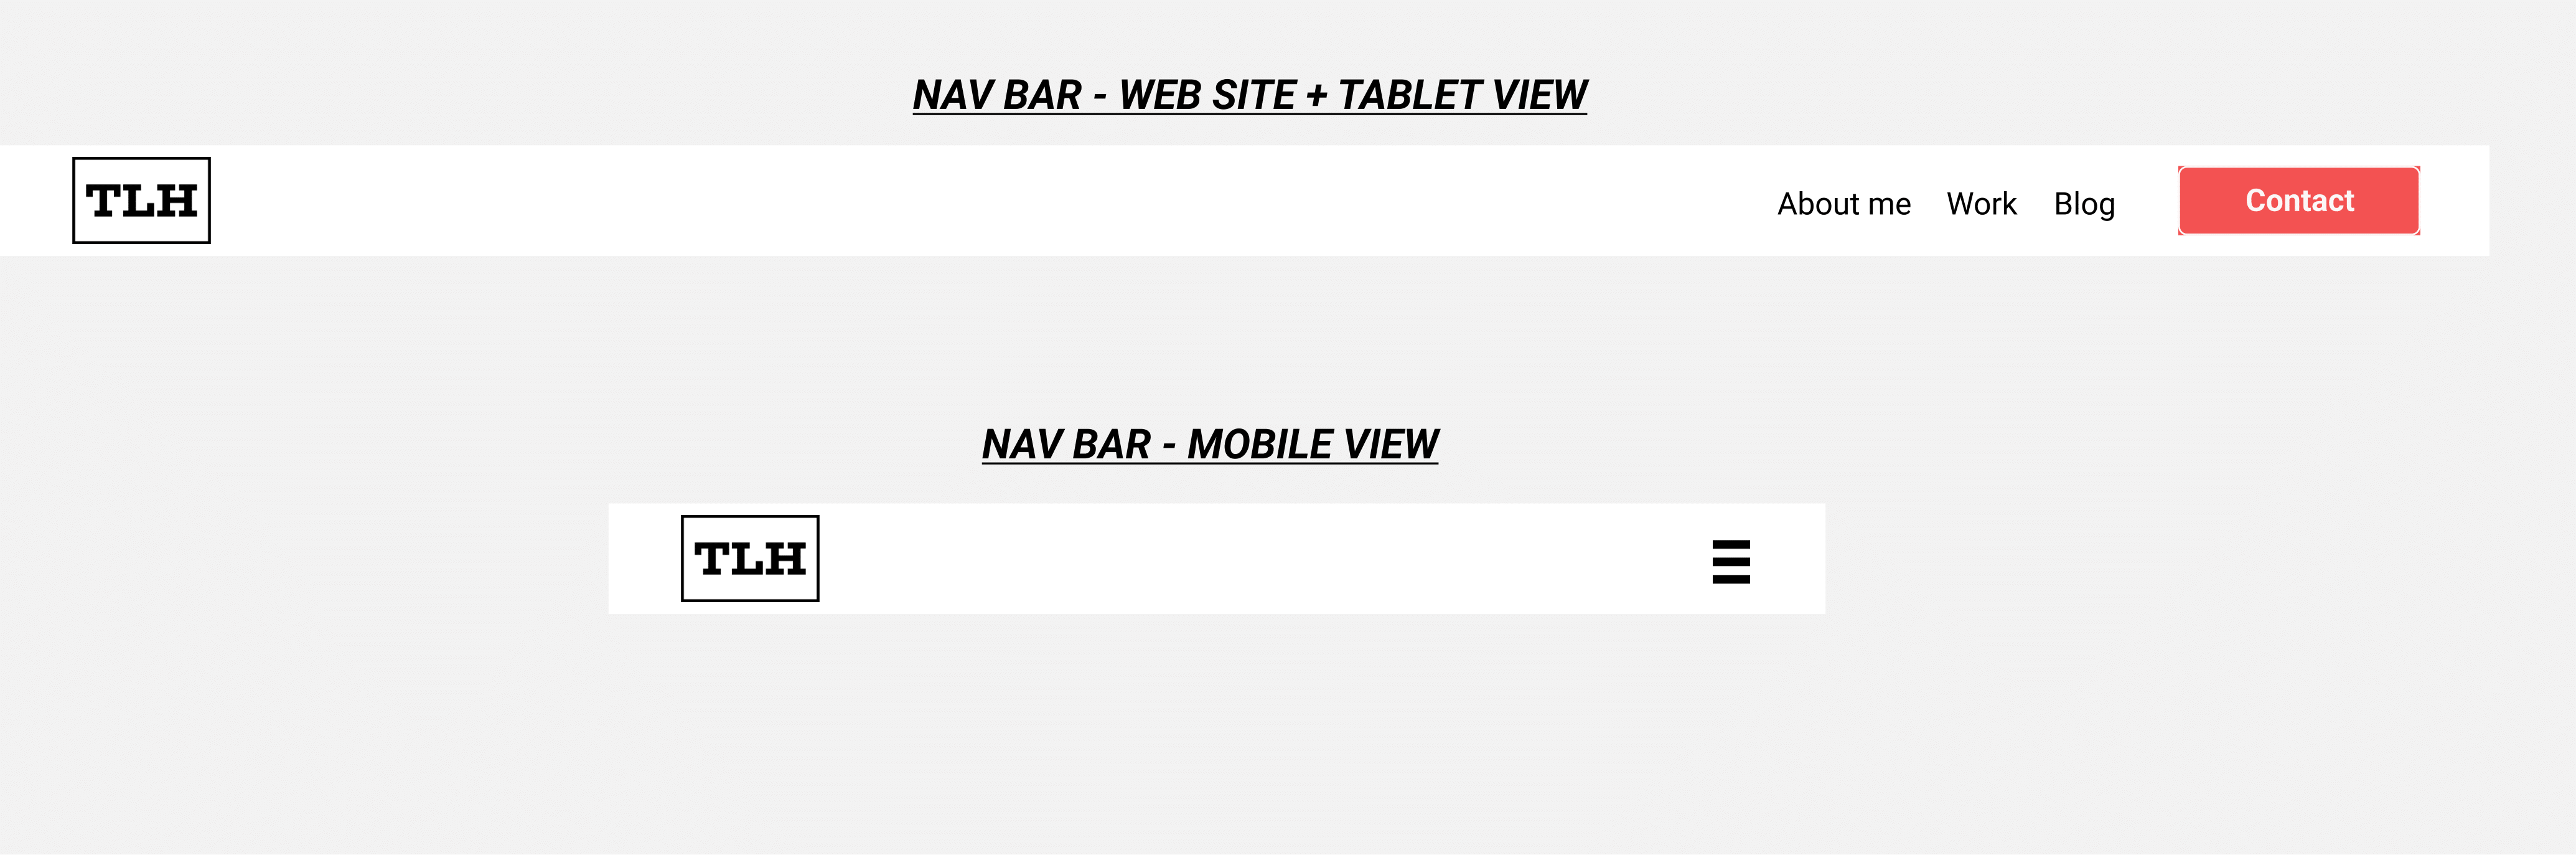 NAV BAR - WEB SITE + TABLET VIEW
TLH
About me Work Blog Contact
NAV BAR - MOBILE VIEW
TLH